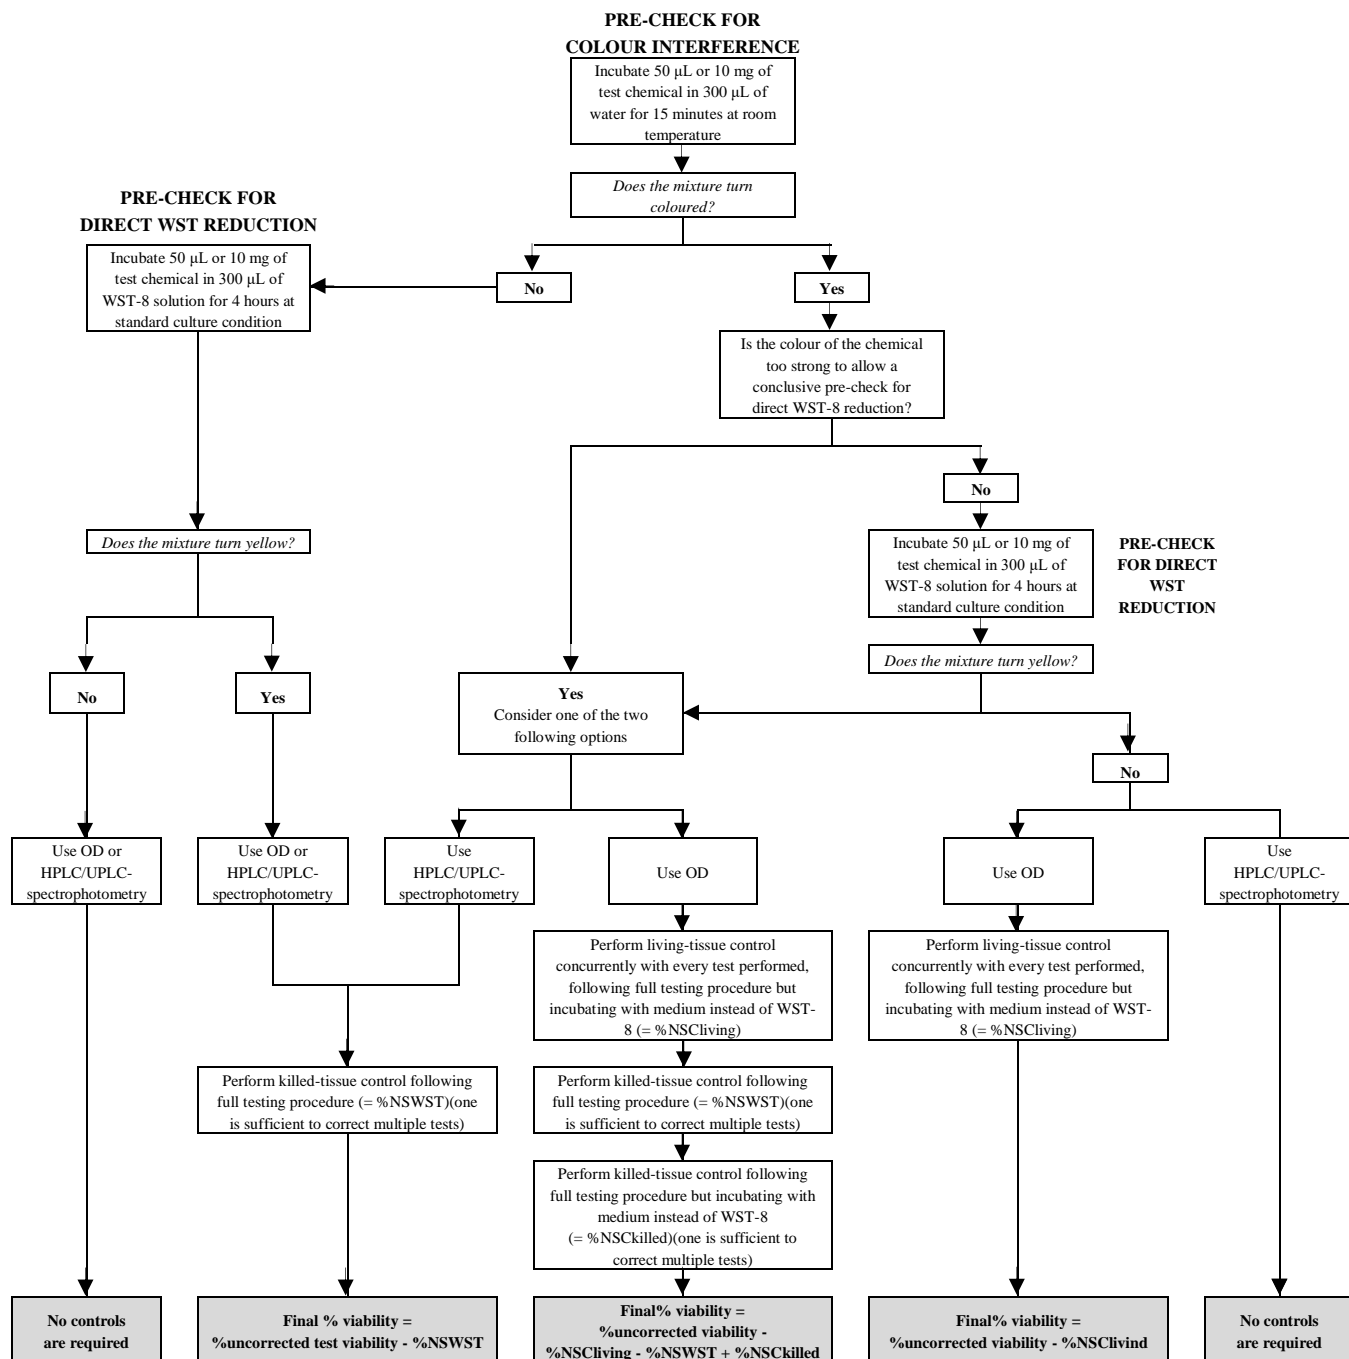 PRE-CHECK FOR
COLOUR INTERFERENCE
Incubate 50 µL or 10 mg of
test chemical in 300 µL of
water for 15 minutes at room
temperature
Does the mixture turn
coloured?
PRE-CHECK FOR
DIRECT WST REDUCTION
Incubate 50 µL or 10 mg of
test chemical in 300 µL of
WST-8 solution for 4 hours at
standard culture condition
No
Yes
Is the colour of the chemical
too strong to allow a
conclusive pre-check for
direct WST-8 reduction?
No
Does the mixture turn yellow?
Incubate 50 µL or 10 mg of
test chemical in 300 µL of
WST-8 solution for 4 hours at
standard culture condition
PRE-CHECK
FOR DIRECT
WST
REDUCTION
Does the mixture turn yellow?
No
Yes
Yes
Consider one of the two
following options
No
Use OD or
HPLC/UPLC-
spectrophotometry
Use OD or
HPLC/UPLC-
spectrophotometry
Use
HPLC/UPLC-
spectrophotometry
Use OD
Use OD
Use
HPLC/UPLC-
spectrophotometry
Perform living-tissue control
concurrently with every test performed,
following full testing procedure but
incubating with medium instead of WST-
8 (= %NSCliving)
Perform living-tissue control
concurrently with every test performed,
following full testing procedure but
incubating with medium instead of WST-
8 (= %NSCliving)
Perform killed-tissue control following
full testing procedure (= %NSWST)(one
is sufficient to correct multiple tests)
Perform killed-tissue control following
full testing procedure (= %NSWST)(one
is sufficient to correct multiple tests)
Perform killed-tissue control following
full testing procedure but incubating with
medium instead of WST-8
(= %NSCkilled)(one is sufficient to
correct multiple tests)
No controls
are required
Final % viability =
%uncorrected test viability - %NSWST
Final% viability =
%uncorrected viability -
%NSCliving - %NSWST + %NSCkilled
Final% viability =
%uncorrected viability - %NSClivind
No controls
are required